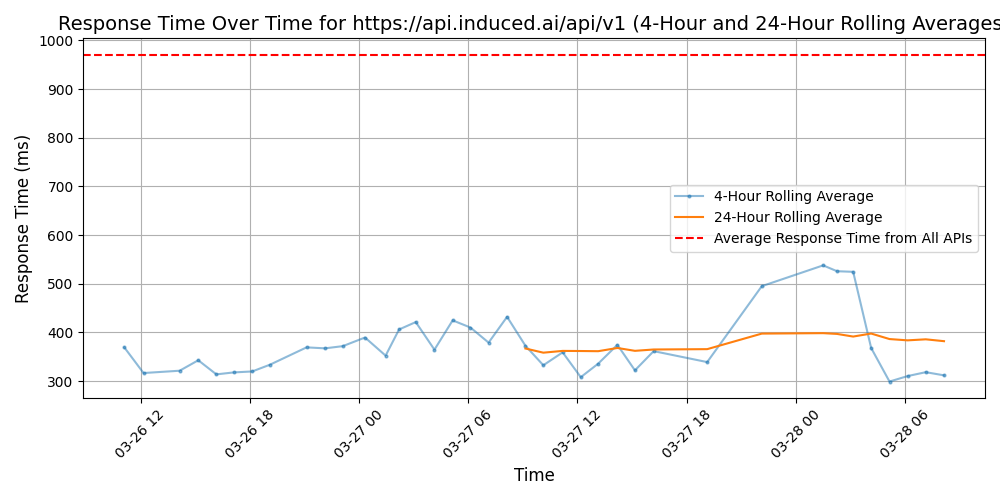 Response Time Over Time for https://api.induced.ai/api/v1 (4-Hour and 24-Hour Rolling Averages
Response Time (ms)
1000
900
800
700
600
500
400
300
4-Hour Rolling Average
24-Hour Rolling Average
Average Response Time from All APIs
03-26 12
03-26 18
03-27 00
03-27 06
03-27 12
03-27 18
03-28 00
03-28 06
Time